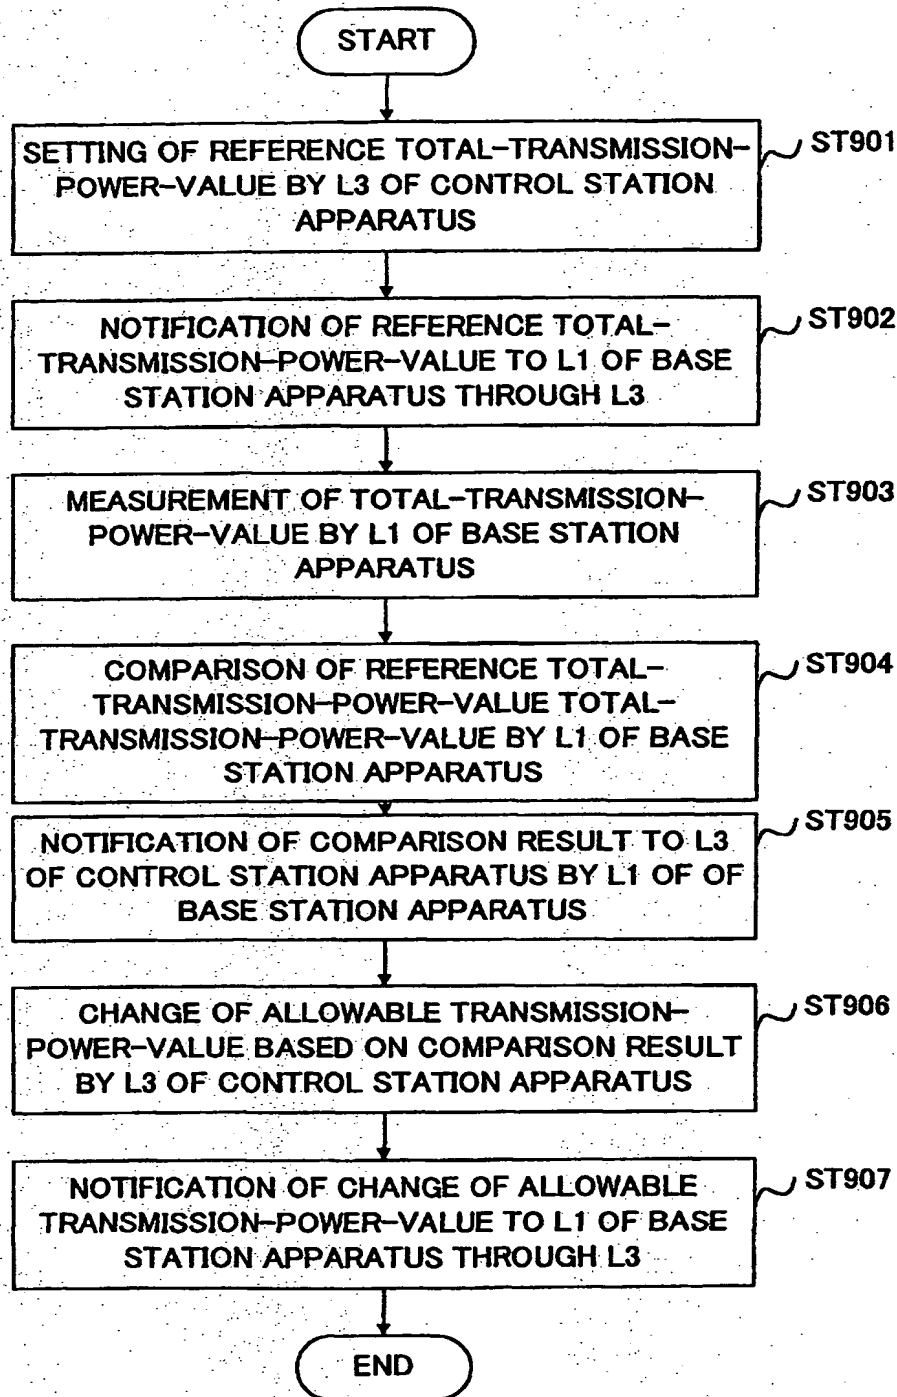 START
SETTING OF REFERENCE TOTAL-TRANSMISSION-
POWER-VALUE BY L3 OF CONTROL STATION
APPARATUS
ST901
NOTIFICATION OF REFERENCE TOTAL-
TRANSMISSION-POWER-VALUE TO L1 OF BASE
STATION APPARATUS THROUGH L3
ST902
MEASUREMENT OF TOTAL-TRANSMISSION-
POWER-VALUE BY L1 OF BASE STATION
APPARATUS
ST903
COMPARISON OF REFERENCE TOTAL-
TRANSMISSION-POWER-VALUE TOTAL-
TRANSMISSION-POWER-VALUE BY L1 OF BASE
STATION APPARATUS
ST904
NOTIFICATION OF COMPARISON RESULT TO L3
OF CONTROL STATION APPARATUS BY L1 OF OF
BASE STATION APPARATUS
ST905
CHANGE OF ALLOWABLE TRANSMISSION-
POWER-VALUE BASED ON COMPARISON RESULT
BY L3 OF CONTROL STATION APPARATUS
ST906
NOTIFICATION OF CHANGE OF ALLOWABLE
TRANSMISSION-POWER-VALUE TO L1 OF BASE
STATION APPARATUS THROUGH L3
ST907
END